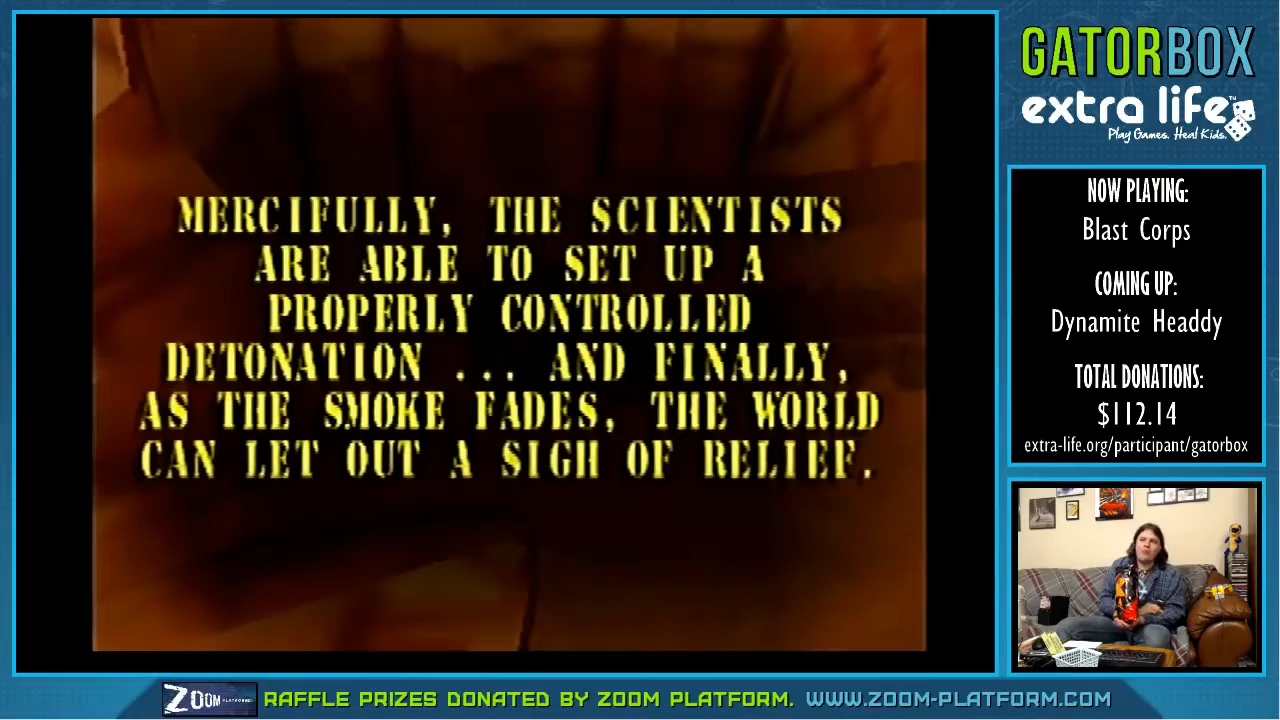 MERCIFULLY, THE SCIENTISTS
ARE ABLE TO SET UP A
PROPERLY CONTROLLED
DETONATION ... AND FINALLY,
AS THE SMOKE FADES, THE WORLD
CAN LET OUT A SIGH OF RELIEF.
GATORBOX
extra life™
Play Games. Heal Kids.
NOW PLAYING:
Blast Corps
COMING UP:
Dynamite Headdy
TOTAL DONATIONS:
$112.14
extra-life.org/participant/gatorbox
ZOOM PLATFORM
RAFFLE PRIZES DONATED BY ZOOM PLATFORM. WWW.ZOOM-PLATFORM.COM